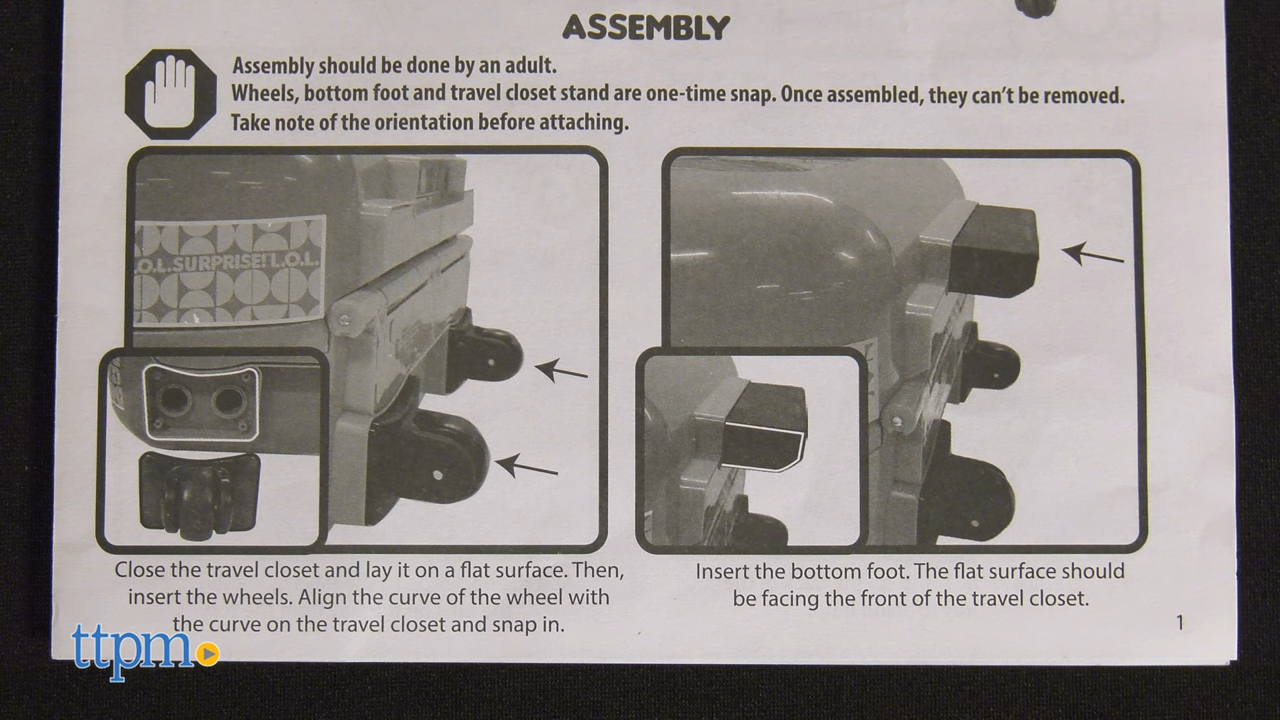 ASSEMBLY
Assembly should be done by an adult.
Wheels, bottom foot and travel closet stand are one-time snap. Once assembled, they can't be removed.
Take note of the orientation before attaching.
.O.L.SURPRISE! L.O.L.
Close the travel closet and lay it on a flat surface. Then,
insert the wheels. Align the curve of the wheel with
the curve on the travel closet and snap in.
Insert the bottom foot. The flat surface should
be facing the front of the travel closet.
1
ttpm